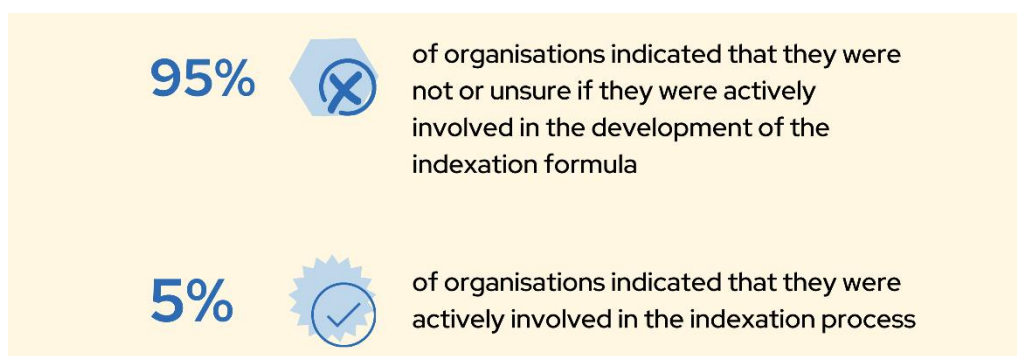 95%
of organisations indicated that they were
not or unsure if they were actively
involved in the development of the
indexation formula
5%
of organisations indicated that they were
actively involved in the indexation process